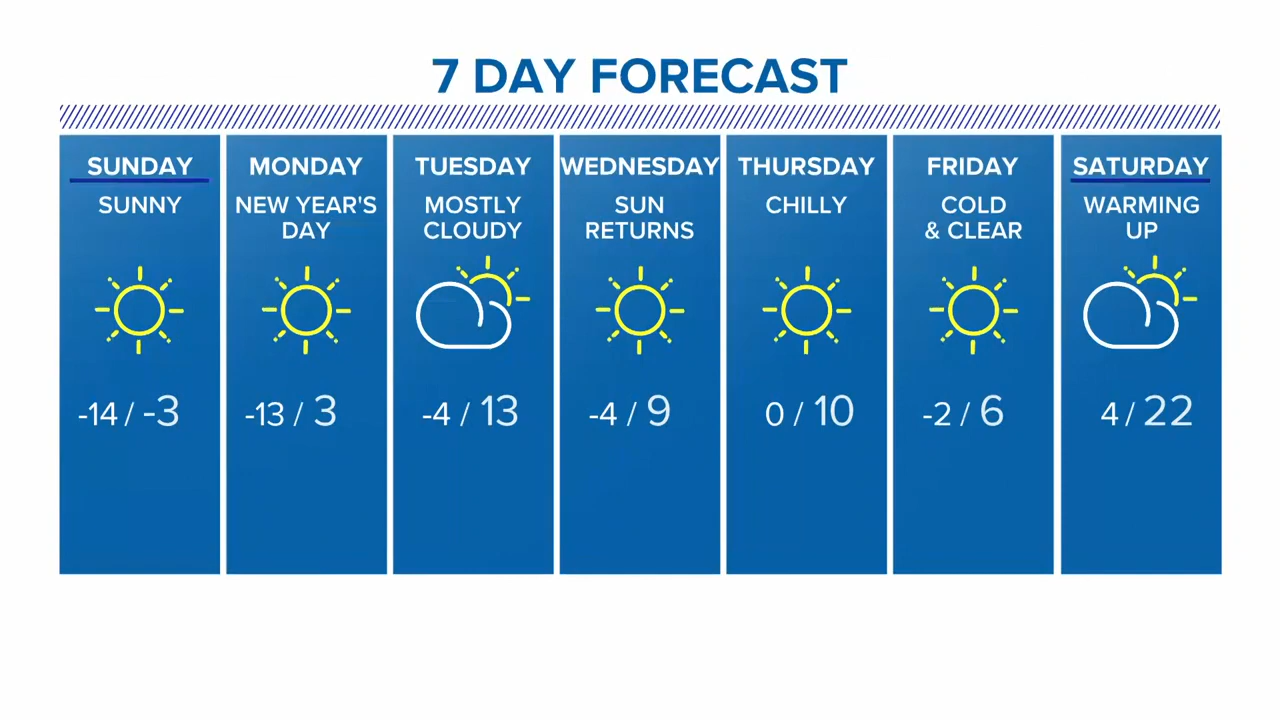 7 DAY FORECAST
SUNDAY
SUNNY
-14 / -3
MONDAY
NEW YEAR'S
DAY
-13 / 3
TUESDAY
MOSTLY
CLOUDY
-4 / 13
WEDNESDAY
SUN
RETURNS
-4 / 9
THURSDAY
CHILLY
0 / 10
FRIDAY
COLD
& CLEAR
-2 / 6
SATURDAY
WARMING
UP
4 / 22